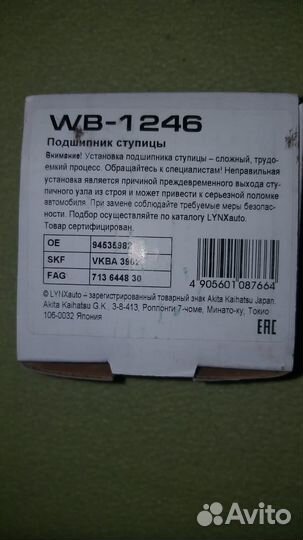 WB-1246
Подшипник ступицы
Внимание! Установка подшипника ступицы – сложный, трудо-
емкий процесс. Обращайтесь к специалистам! Неправильная
установка является причиной преждевременного выхода сту-
пичного узла из строя и может привести к серьезной поломке
автомобиля. При замене соблюдайте требуемые меры безопас-
ности. Подбор осуществляйте по каталогу LYNXauto.
Товар сертифицирован.
OE 94535982
SKF VKBA
FAG 713 6448 30
4 905601 087664
© LYNXauto – зарегистрированный товарный знак Akita Kaihatsu Japan.
Akita Kaihatsu G.K., 3-8-413, Роппонги 7-чоме, Минато-ку, Токио
106-0032 Япония
EAC
Avito